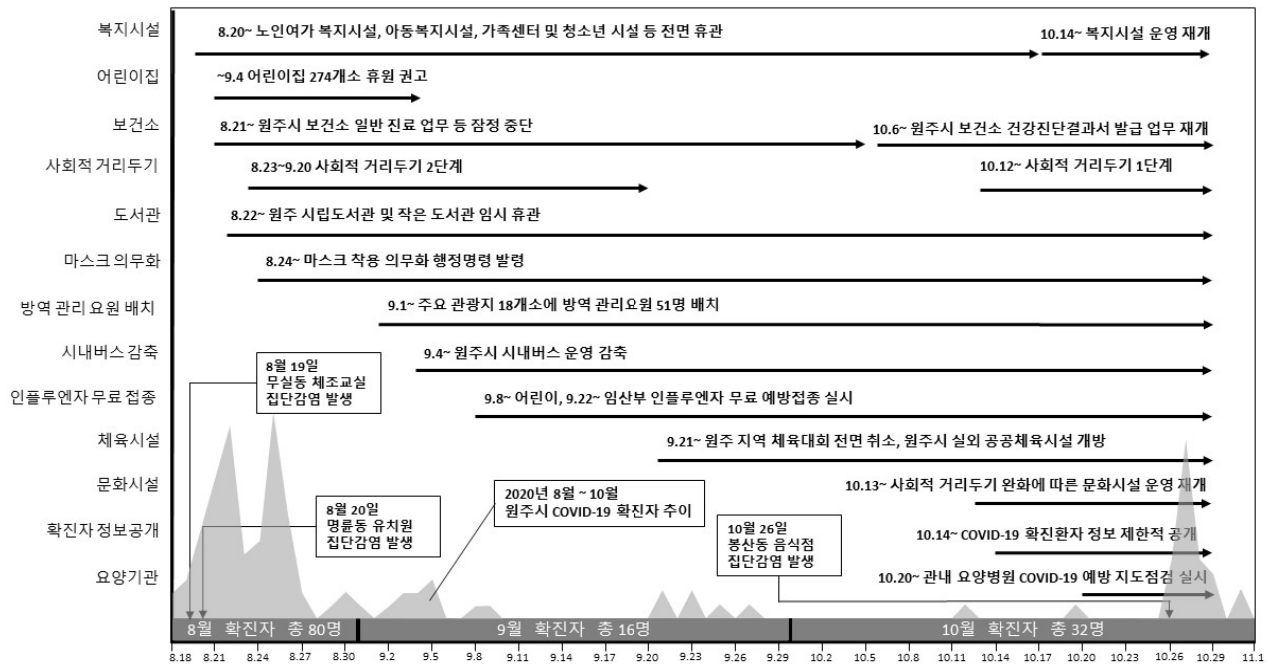 복지시설
8.20~ 노인여가 복지시설, 아동복지시설, 가족센터 및 청소년 시설 등 전면 휴관
10.14~ 복지시설 운영 재개
어린이집
~9.4 어린이집 274개소 휴원 권고
보건소
8.21~ 원주시 보건소 일반 진료 업무 등 잠정 중단
10.6~ 원주시 보건소 건강진단결과서 발급 업무 재개
사회적 거리두기
8.23~9.20 사회적 거리두기 2단계
10.12~ 사회적 거리두기 1단계
도서관
8.22~ 원주 시립도서관 및 작은 도서관 임시 휴관
마스크 의무화
8.24~ 마스크 착용 의무화 행정명령 발령
방역 관리 요원 배치
9.1~ 주요 관광지 18개소에 방역 관리요원 51명 배치
시내버스 감축
9.4~ 원주시 시내버스 운영 감축
8월 19일
무실동 체조교실
집단감염 발생
인플루엔자 무료 접종
9.8~ 어린이, 9.22~ 임산부 인플루엔자 무료 예방접종 실시
체육시설
9.21~ 원주 지역 체육대회 전면 취소, 원주시 실외 공공체육시설 개방
문화시설
10.13~ 사회적 거리두기 완화에 따른 문화시설 운영 재개
2020년 8월 ~ 10월
원주시 COVID-19 확진자 추이
8월 20일
명륜동 유치원
집단감염 발생
확진자 정보공개
10.14~ COVID-19 확진환자 정보 제한적 공개
10월 26일
봉산동 음식점
집단감염 발생
요양기관
10.20~ 관내 요양병원 COVID-19 예방 지도점검 실시
8월 확진자 총 80명
9월 확진자 총 16명
10월 확진자 총 32명
8.18 8.21 8.24 8.27 8.30 9.2 9.5 9.8 9.11 9.14 9.17 9.20 9.23 9.26 9.29 10.2 10.5 10.8 10.11 10.14 10.17 10.20 10.23 10.26 10.29 11.1